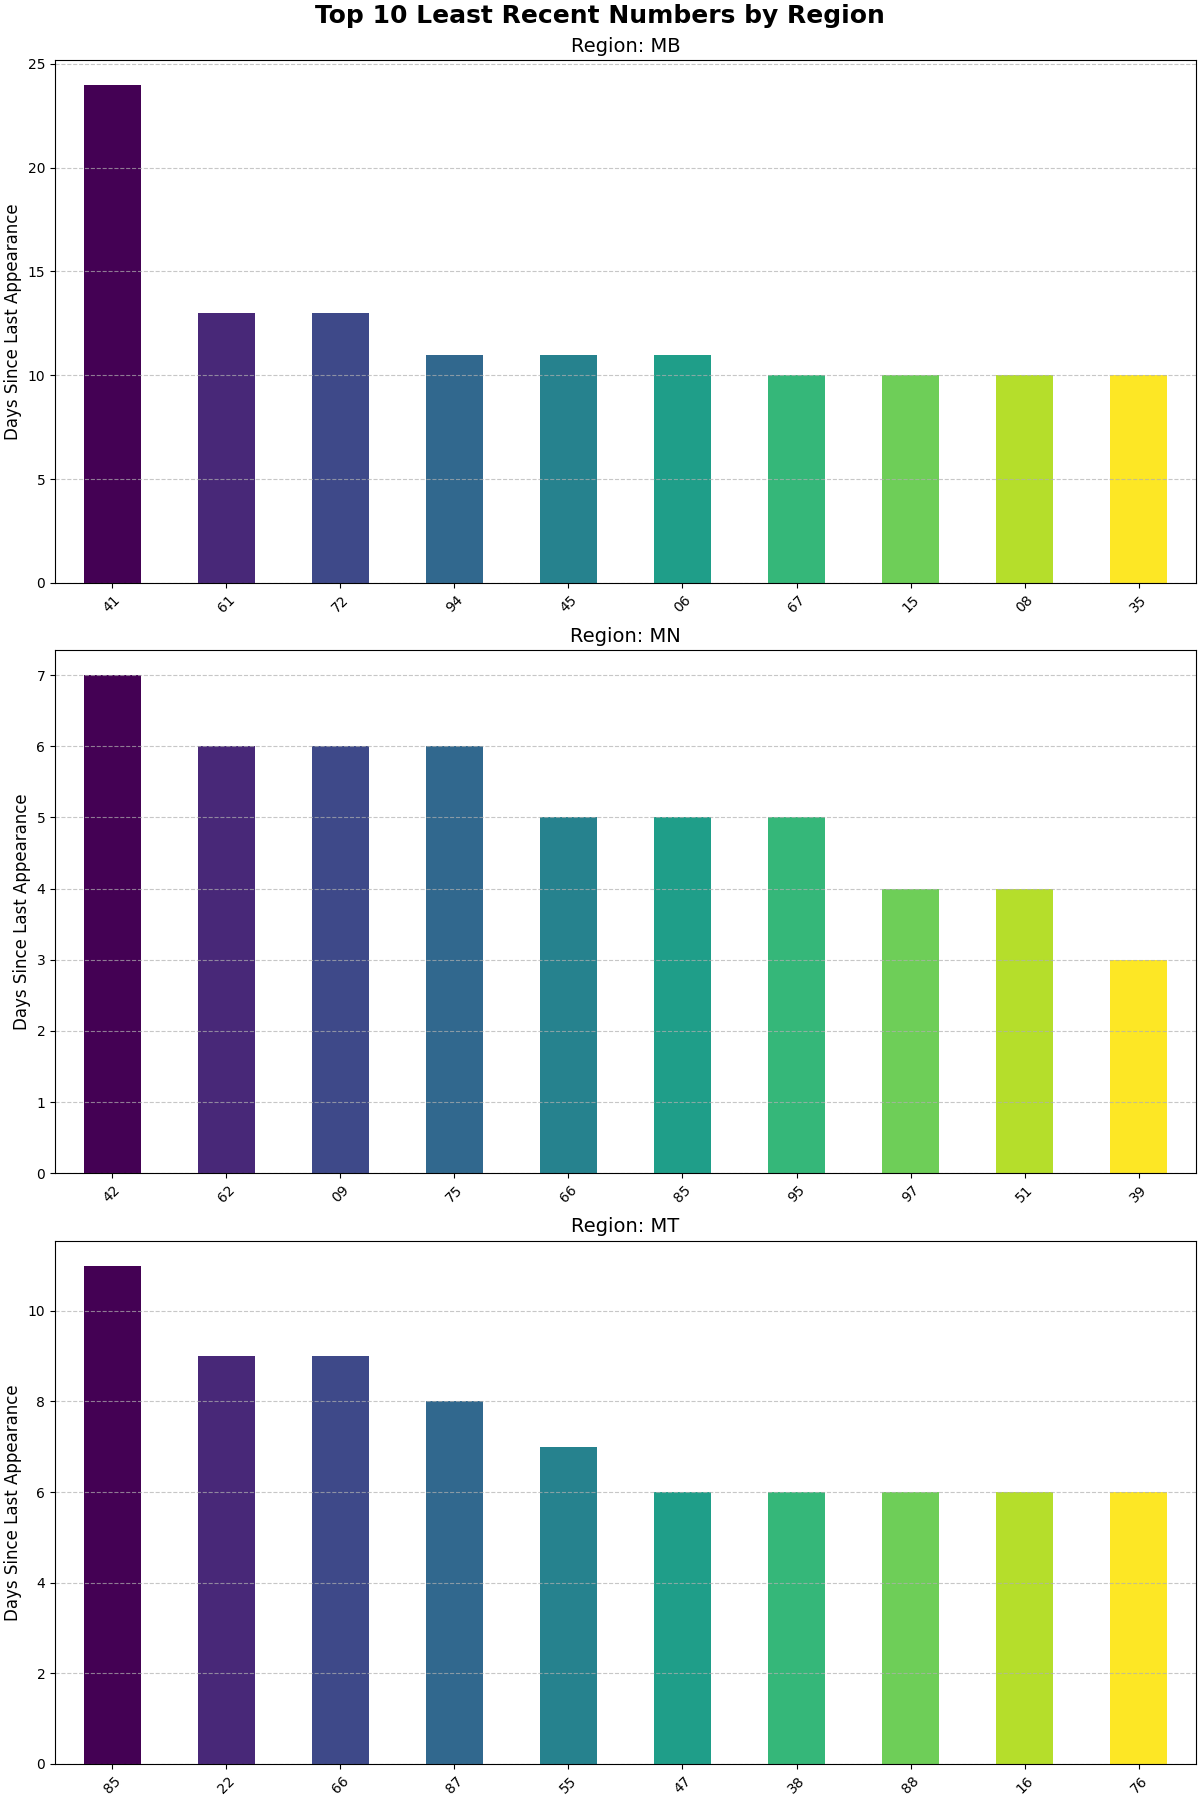 Top 10 Least Recent Numbers by Region
Region: MB
Days Since Last Appearance
25
20
15
10
5
0
41 61 72 94 45 06 67 15 08 35
Region: MN
Days Since Last Appearance
7
6
5
4
3
2
1
0
42 62 09 75 66 85 95 97 51 39
Region: MT
Days Since Last Appearance
10
8
6
4
2
0
85 22 66 87 55 47 38 88 16 76